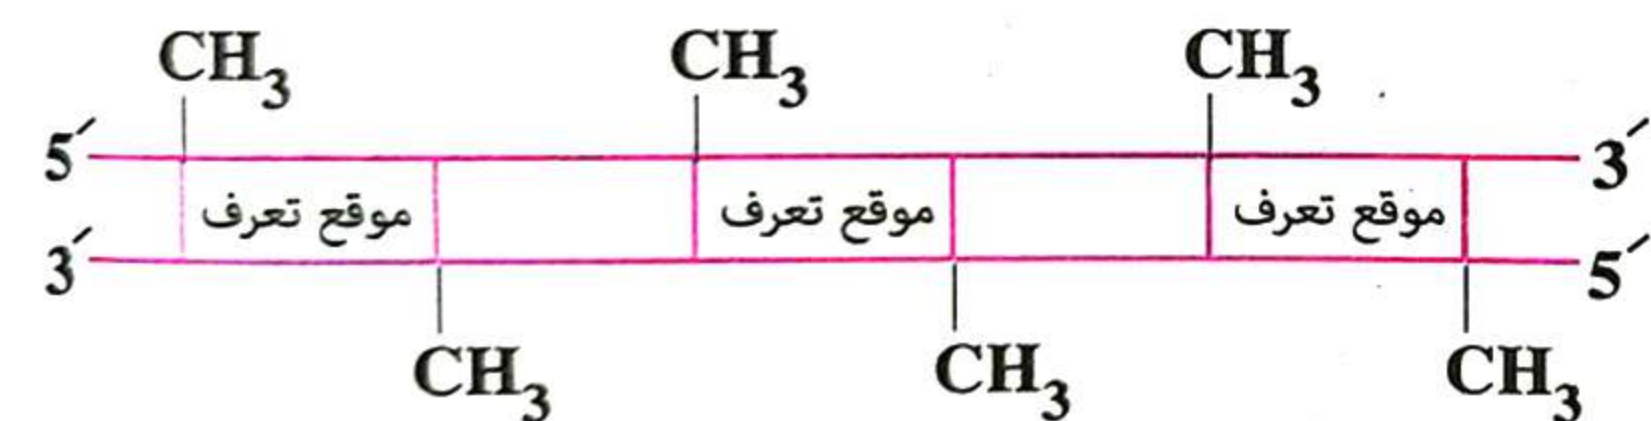 CH₃ CH₃ CH₃
5′ 3′
موقع تعرف موقع تعرف موقع تعرف
3′ 5′
CH₃ CH₃ CH₃